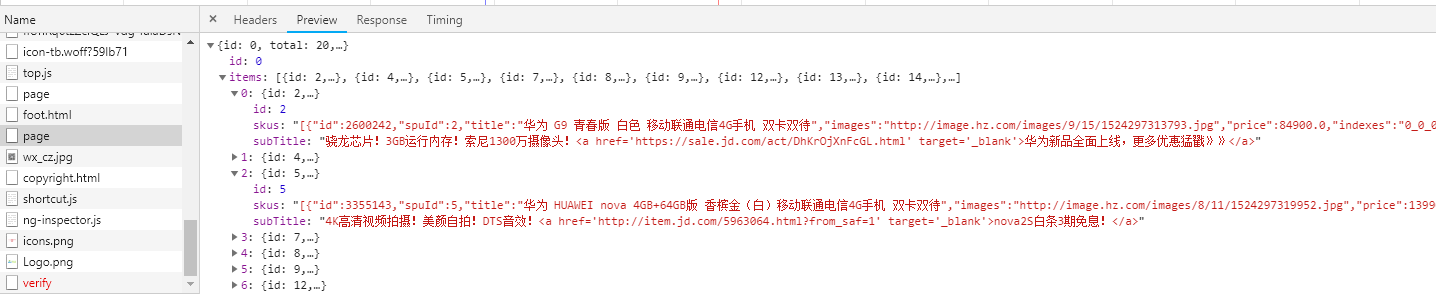 Name
icon-tb.woff?59lb71
top.js
page
foot.html
page
wx_cz.jpg
copyright.html
shortcut.js
ng-inspector.js
icons.png
Logo.png
verify
× Headers Preview Response Timing
{id: 0, total: 20,…}
id: 0
items: [{id: 2,…}, {id: 4,…}, {id: 5,…}, {id: 7,…}, {id: 8,…}, {id: 9,…}, {id: 12,…}, {id: 13,…}, {id: 14,…},…]
0: {id: 2,…}
id: 2
skus: "[{"id":2600242,"spuId":2,"title":"华为 G9 青春版 白色 移动联通电信4G手机 双卡双待","images":"http://image.hz.com/images/9/15/1524297313793.jpg","price":84900.0,"indexes":"0_0_0
subTitle: "骁龙芯片！3GB运行内存！索尼1300万摄像头！<a href='https://sale.jd.com/act/DhKrOjXnFcGL.html' target='_blank'>华为新品全面上线，更多优惠猛戳》》</a>"
1: {id: 4,…}
2: {id: 5,…}
id: 5
skus: "[{"id":3355143,"spuId":5,"title":"华为 HUAWEI nova 4GB+64GB版 香槟金（白）移动联通电信4G手机 双卡双待","images":"http://image.hz.com/images/8/11/1524297319952.jpg","price":1399
subTitle: "4K高清视频拍摄！美颜自拍！DTS音效！<a href='http://item.jd.com/5963064.html?from_saf=1' target='_blank'>nova2S白条3期免息！</a>"
3: {id: 7,…}
4: {id: 8,…}
5: {id: 9,…}
6: {id: 12,…}